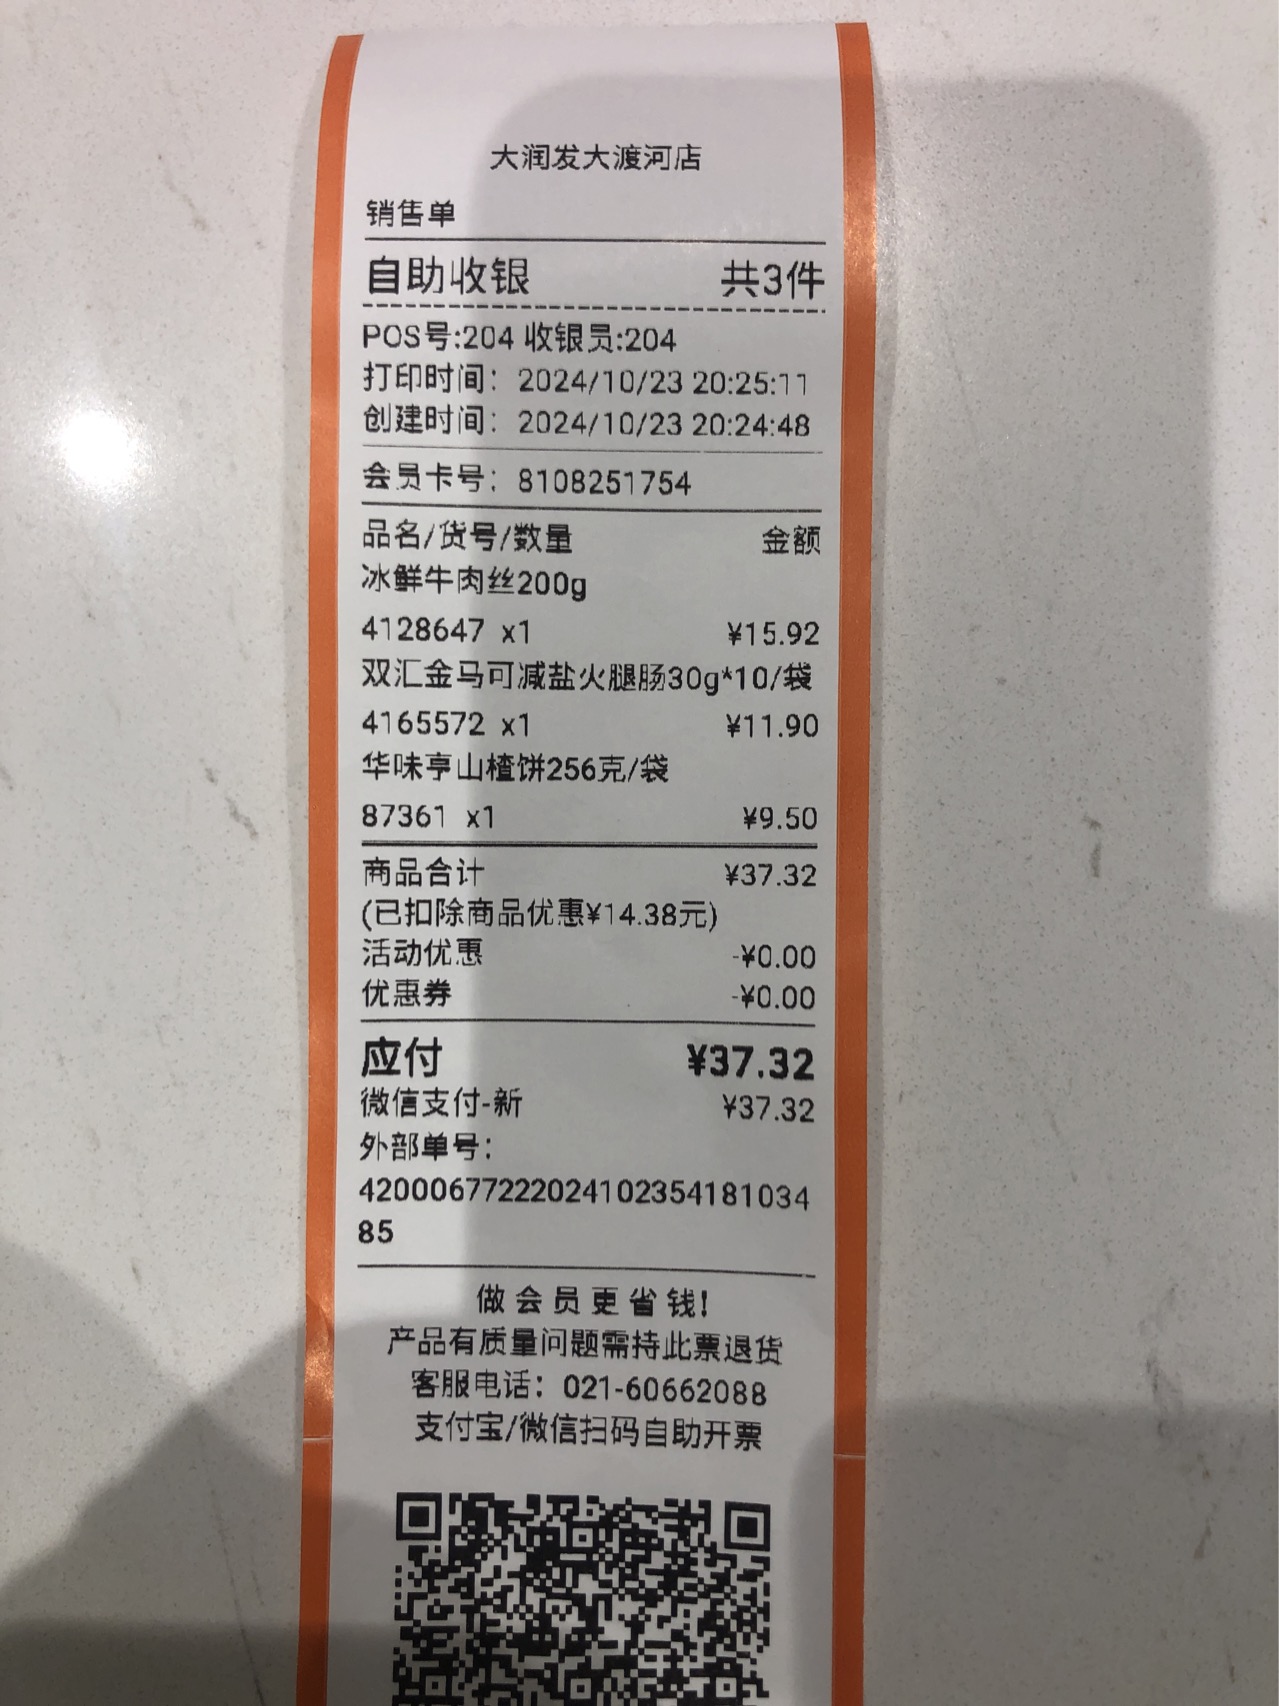 大润发大渡河店
销售单
自助收银 共3件
POS号:204 收银员:204
打印时间：2024/10/23 20:25:11
创建时间：2024/10/23 20:24:48
会员卡号：8108251754
品名/货号/数量 金额
冰鲜牛肉丝200g
4128647 x1 ¥15.92
双汇金马可减盐火腿肠30g*10/袋
4165572 x1 ¥11.90
华味亨山楂饼256克/袋
87361 x1 ¥9.50
商品合计 ¥37.32
(已扣除商品优惠¥14.38元)
活动优惠 -¥0.00
优惠券 -¥0.00
应付 ¥37.32
微信支付-新 ¥37.32
外部单号：
42000677222024102354181034
85
做会员更省钱!
产品有质量问题需持此票退货
客服电话：021-60662088
支付宝/微信扫码自助开票